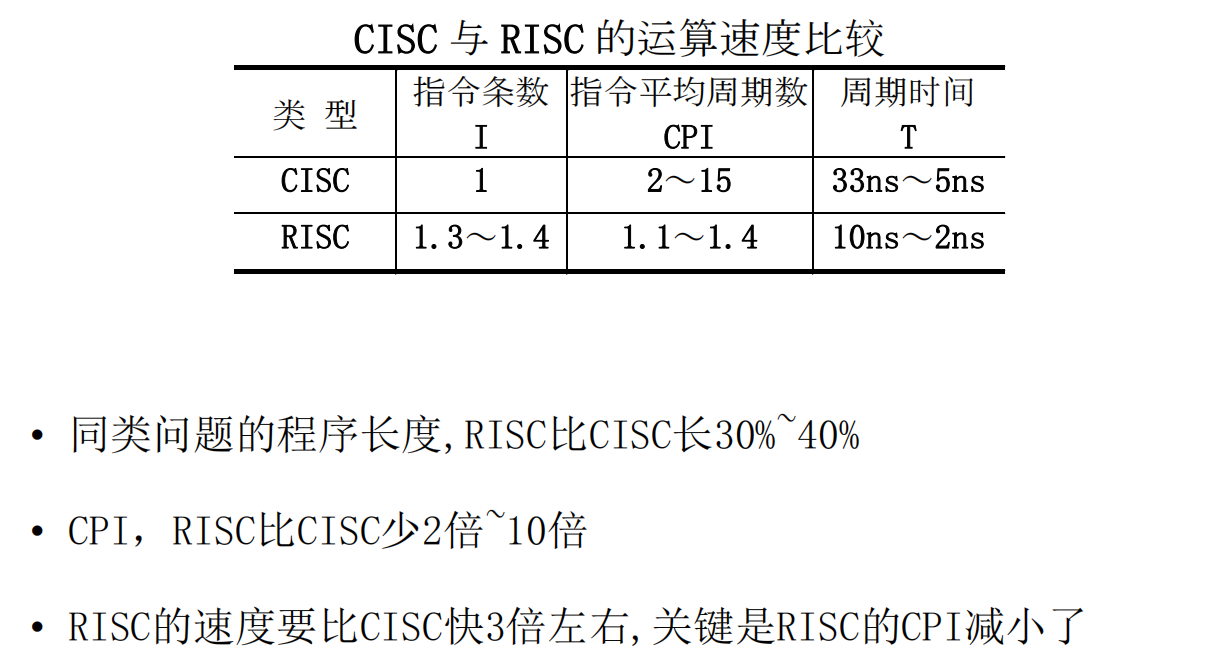 CISC 与 RISC 的运算速度比较
类 型 指令条数 I 指令平均周期数 CPI 周期时间 T
CISC 1 2～15 33ns～5ns
RISC 1.3～1.4 1.1～1.4 10ns～2ns
• 同类问题的程序长度,RISC比CISC长30%~40%
• CPI，RISC比CISC少2倍~10倍
• RISC的速度要比CISC快3倍左右,关键是RISC的CPI减小了